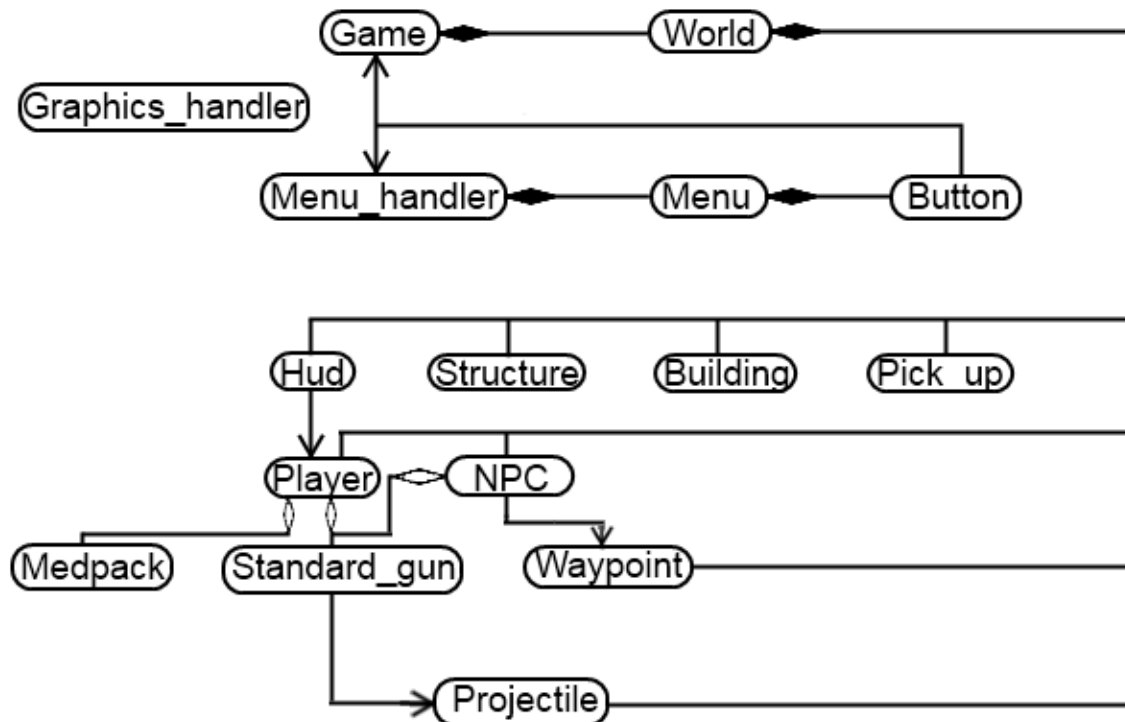 Game
World
Graphics_handler
Menu_handler
Menu
Button
Hud
Structure
Building
Pick_up
Player
NPC
Medpack
Standard_gun
Waypoint
Projectile